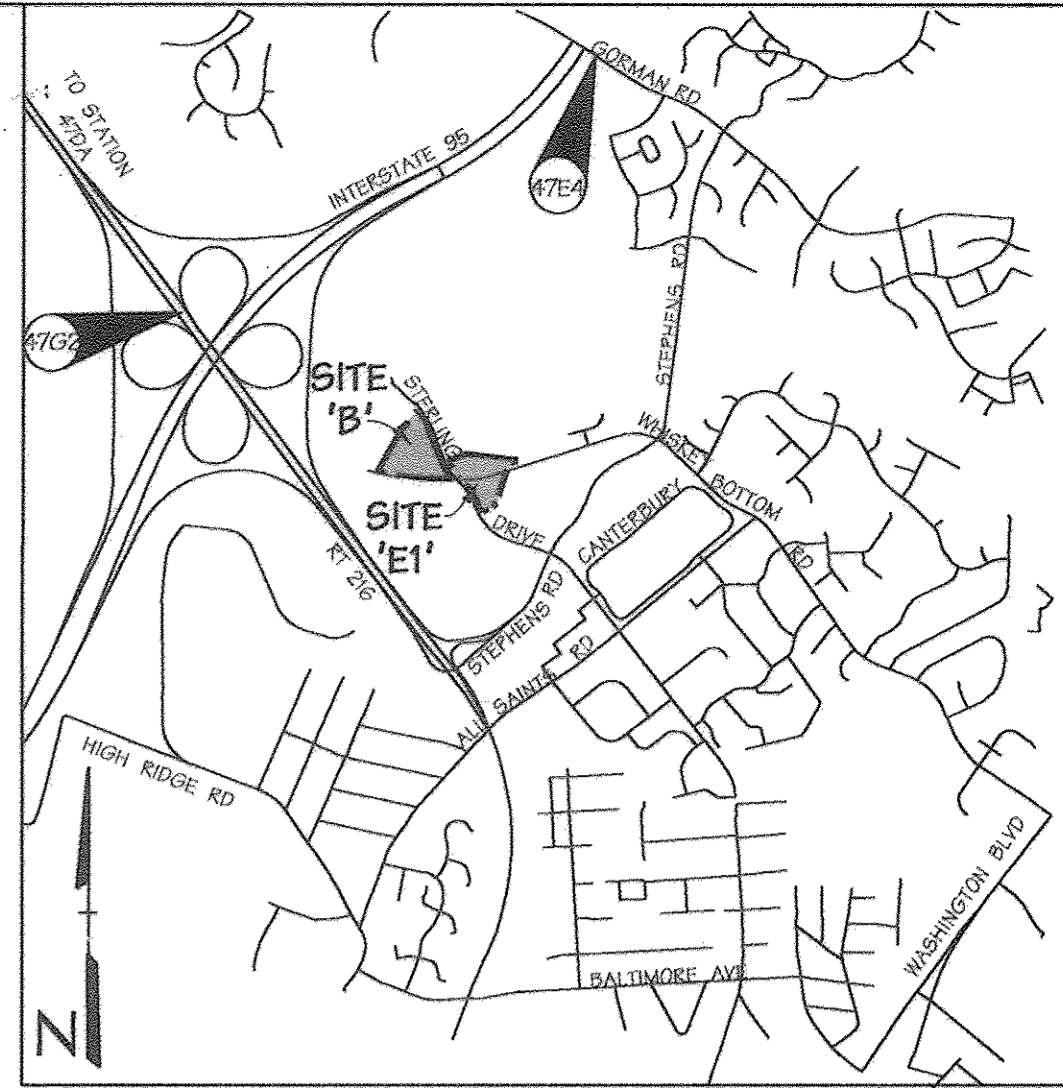 GORMAN RD
TO STATION
47DA
INTERSTATE 95
47E4
STEPHENS RD
47G2
SITE
'B'
STERLING
DRIVE
WHISKE BOTTOM RD
SITE
'E1'
CANTERBURY
RT 216
STEPHENS RD
ALL SAINTS RD
HIGH RIDGE RD
WASHINGTON BLVD
BALTIMORE AVE
N